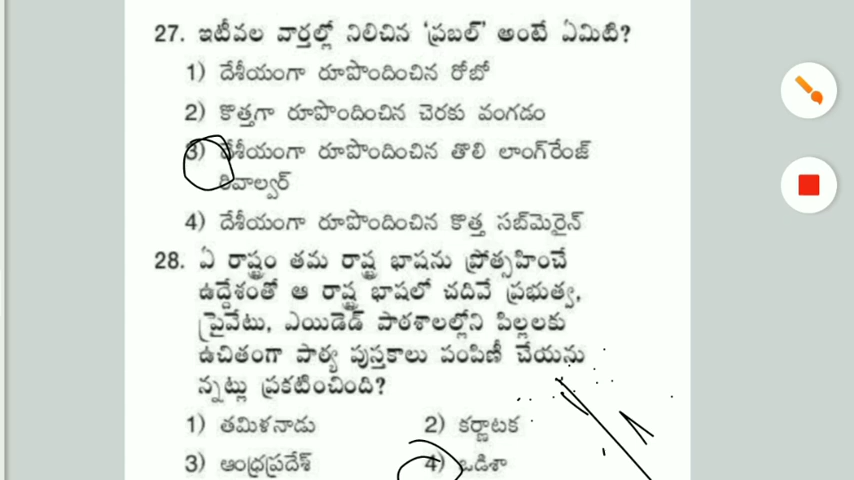 27. ఇటీవల వార్తల్లో నిలిచిన 'ప్రబల్' అంటే ఏమిటి?
1) దేశీయంగా రూపొందించిన రోబో
2) కొత్తగా రూపొందించిన చెరకు వంగడం
3) దేశీయంగా రూపొందించిన తొలి లాంగ్‌రేంజ్
రివాల్వర్
4) దేశీయంగా రూపొందించిన కొత్త సబ్‌మెరైన్
28. ఏ రాష్ట్రం తమ రాష్ట్ర భాషను ప్రోత్సహించే
ఉద్దేశంతో ఆ రాష్ట్ర భాషలో చదివే ప్రభుత్వ,
ప్రైవేటు, ఎయిడెడ్ పాఠశాలల్లోని పిల్లలకు
ఉచితంగా పాఠ్య పుస్తకాలు పంపిణీ చేయను
న్నట్లు ప్రకటించింది?
1) తమిళనాడు 2) కర్ణాటక
3) ఆంధ్రప్రదేశ్ 4) ఒడిశా